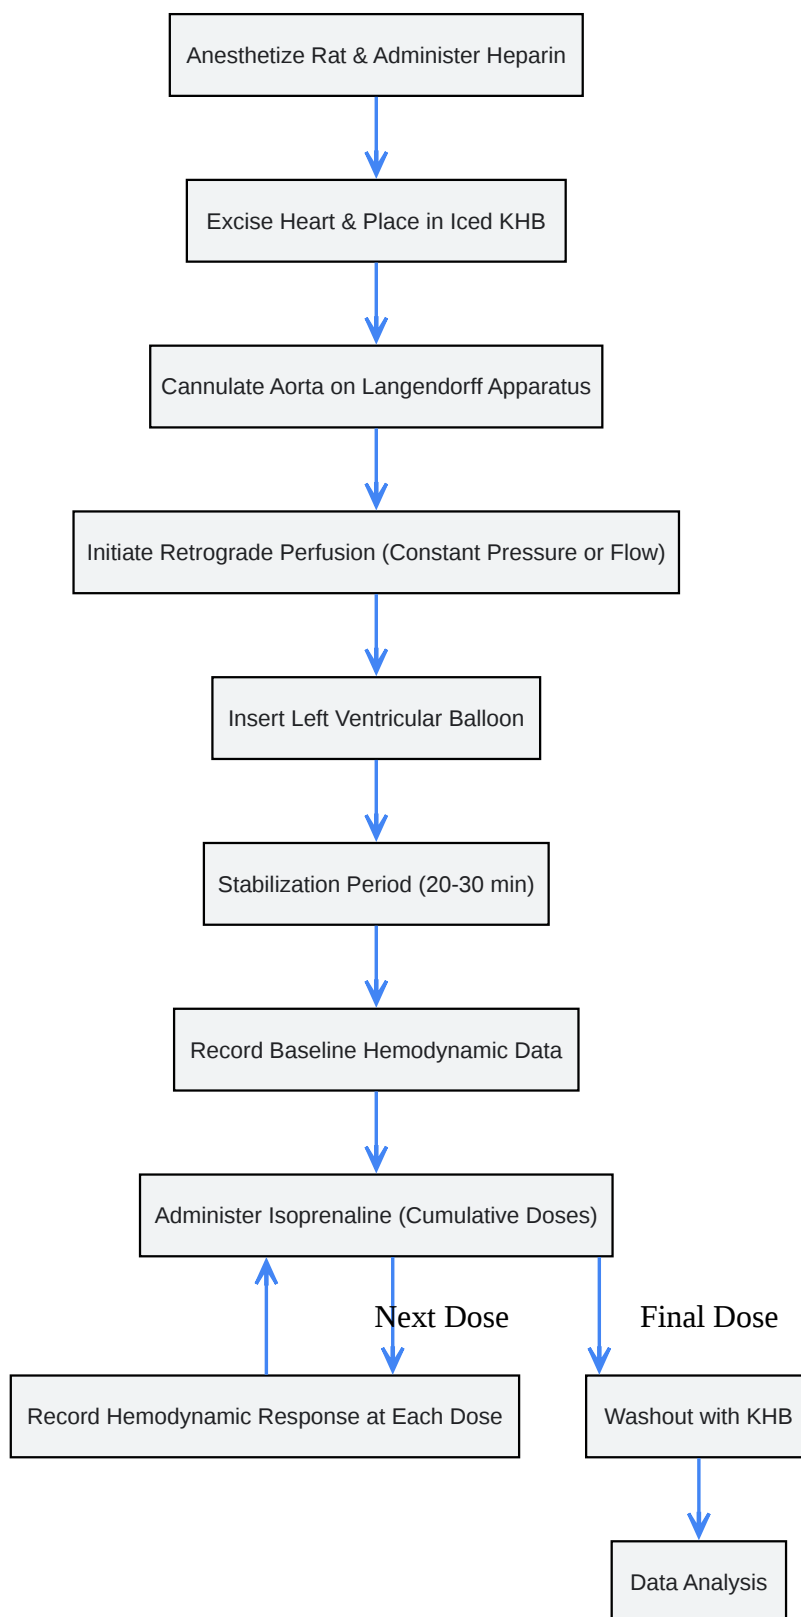 Anesthetize Rat & Administer Heparin
Excise Heart & Place in Iced KHB
Cannulate Aorta on Langendorff Apparatus
Initiate Retrograde Perfusion (Constant Pressure or Flow)
Insert Left Ventricular Balloon
Stabilization Period (20-30 min)
Record Baseline Hemodynamic Data
Administer Isoprenaline (Cumulative Doses)
Next Dose
Final Dose
Record Hemodynamic Response at Each Dose
Washout with KHB
Data Analysis